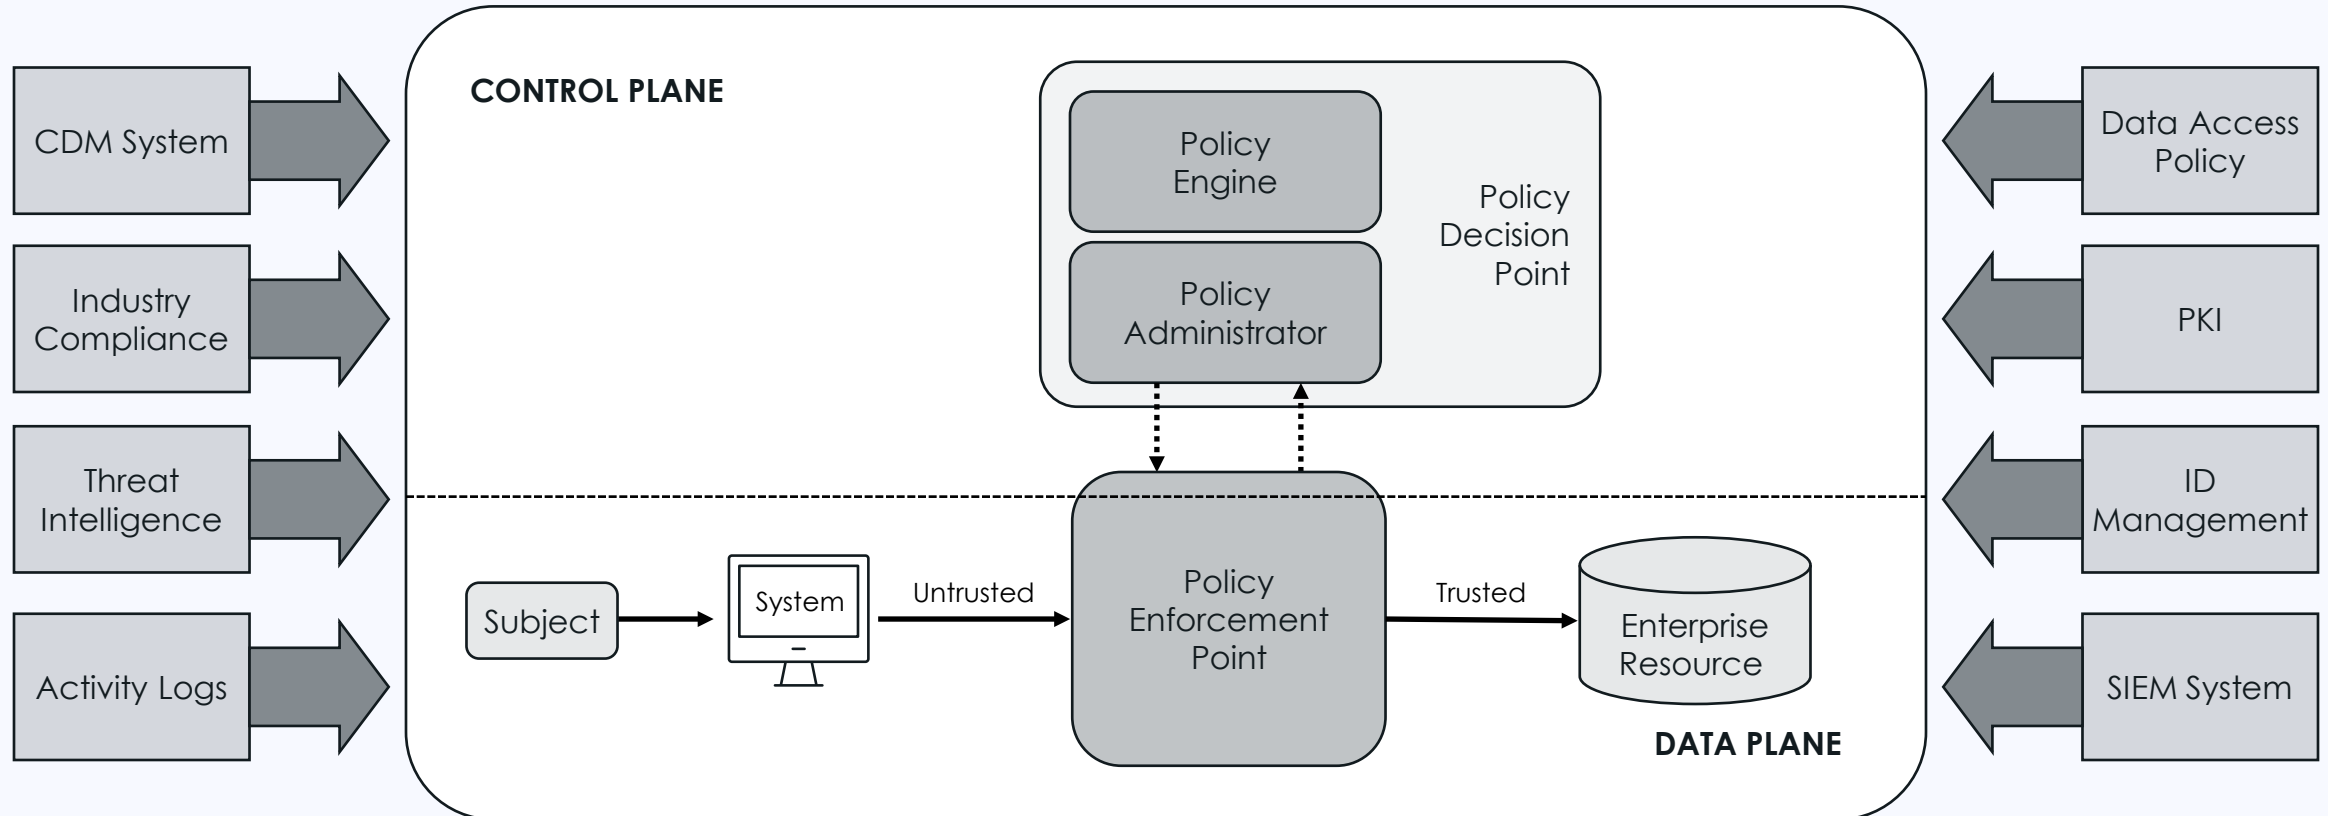 CONTROL PLANE
CDM System
Industry
Compliance
Threat
Intelligence
Activity Logs
Policy
Engine
Policy
Administrator
Policy
Decision
Point
Subject
System
Untrusted
Policy
Enforcement
Point
Trusted
Enterprise
Resource
DATA PLANE
Data Access
Policy
PKI
ID
Management
SIEM System